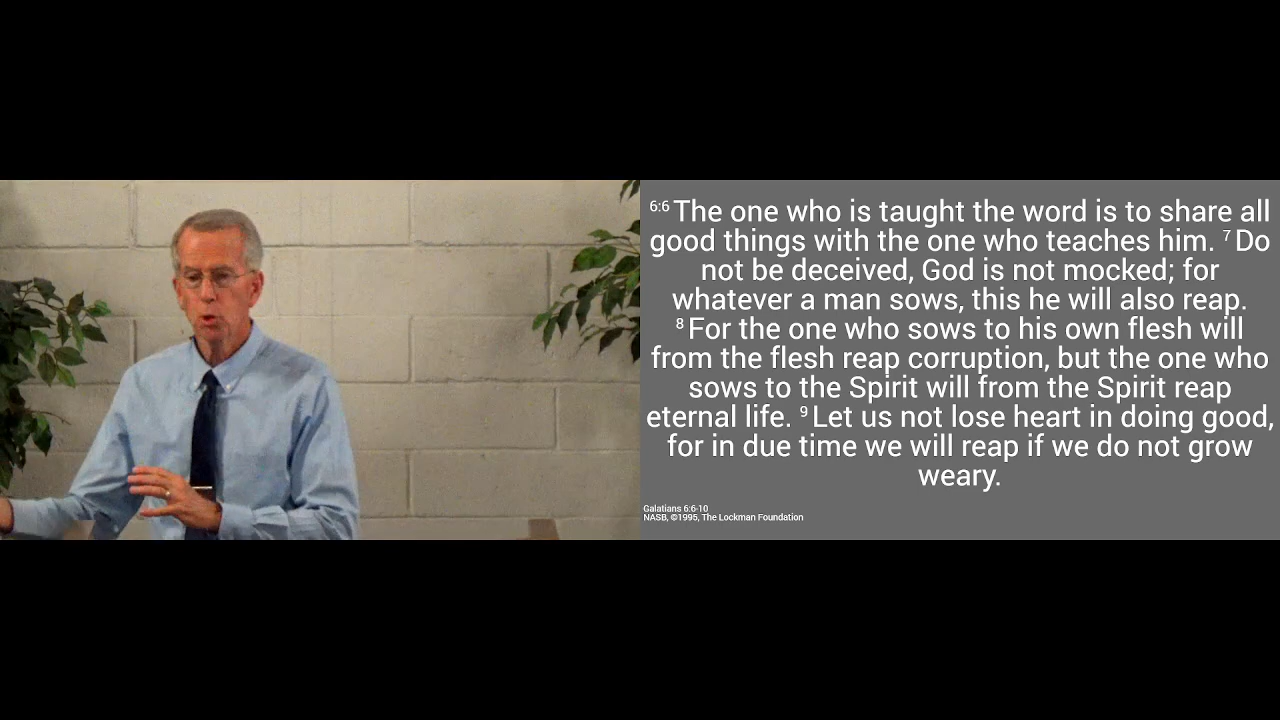 6:6 The one who is taught the word is to share all
good things with the one who teaches him. 7 Do
not be deceived, God is not mocked; for
whatever a man sows, this he will also reap.
8 For the one who sows to his own flesh will
from the flesh reap corruption, but the one who
sows to the Spirit will from the Spirit reap
eternal life. 9 Let us not lose heart in doing good,
for in due time we will reap if we do not grow
weary.
Galatians 6:6-10
NASB, ©1995, The Lockman Foundation